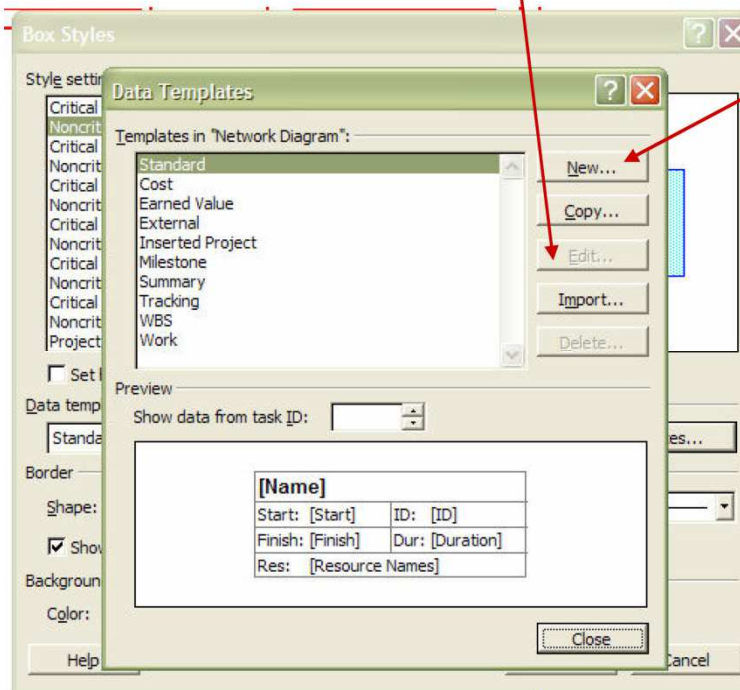 Box Styles
Style settin
Data Templates
Critical
Noncrit
Critical
Noncrit
Critical
Noncrit
Critical
Noncrit
Critical
Noncrit
Critical
Noncrit
Project
Templates in "Network Diagram":
Standard
Cost
Earned Value
External
Inserted Project
Milestone
Summary
Tracking
WBS
Work
New...
Copy...
Edit...
Import...
Delete...
Set
Preview
Data temp
Show data from task ID:
Standa
es...
Border
[Name]
Shape:
Start: [Start] ID: [ID]
Finish: [Finish] Dur: [Duration]
Show
Res: [Resource Names]
Backgroun
Color:
Close
Help
Cancel